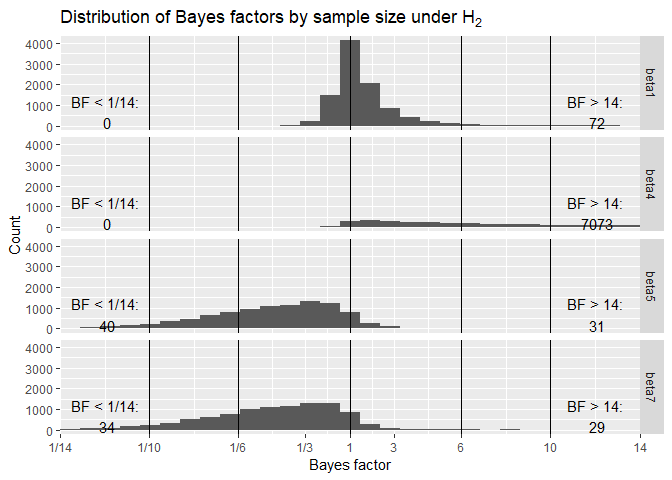 Distribution of Bayes factors by sample size under H₂
4000
3000
2000
1000
0
BF < 1/14:
0
BF > 14:
72
beta1
4000
3000
2000
1000
0
BF < 1/14:
0
BF > 14:
7073
beta4
4000
3000
2000
1000
0
BF < 1/14:
40
BF > 14:
31
beta5
4000
3000
2000
1000
0
BF < 1/14:
34
BF > 14:
29
beta7
Count
1/14 1/10 1/6 1/3 1 3 6 10 14
Bayes factor